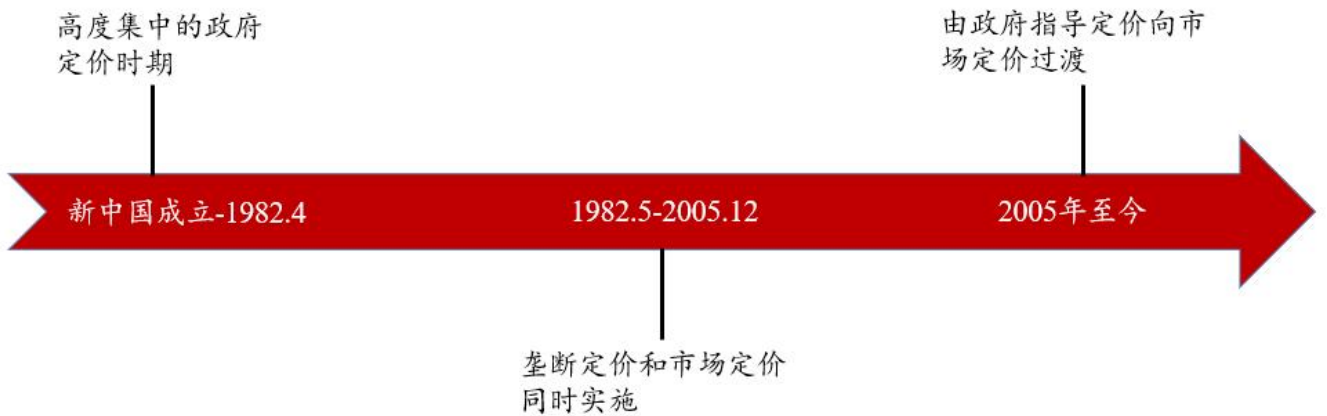 高度集中的政府
定价时期
由政府指导定价向市
场定价过渡
新中国成立-1982.4
1982.5-2005.12
2005年至今
垄断定价和市场定价
同时实施